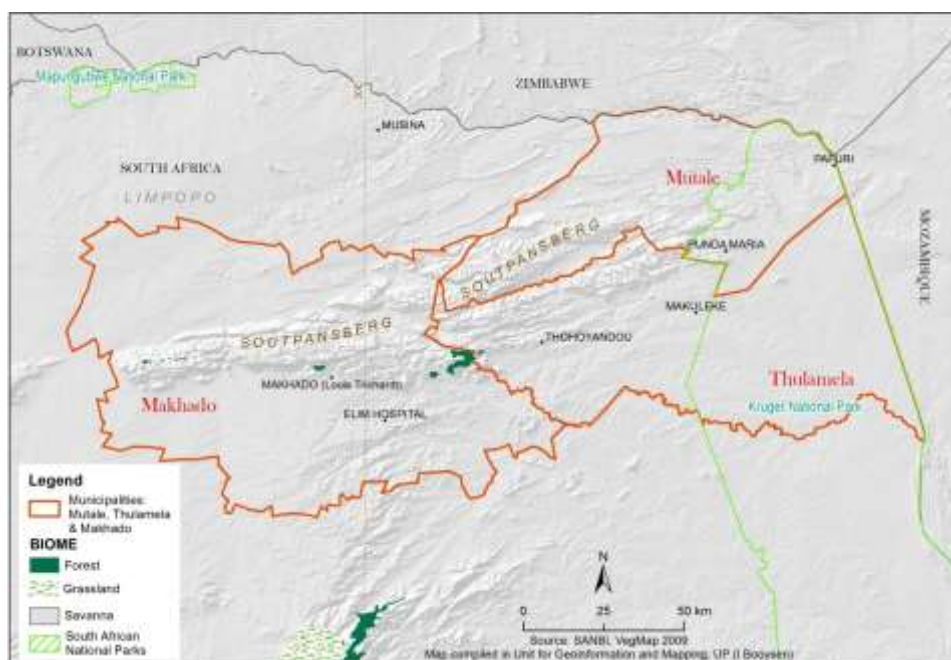 BOTSWANA
Mapungubwe National Park
ZIMBABWE
MUSINA
SOUTH AFRICA
LIMPOPO
PAFURI
Mutale
MOZAMBIQUE
SOUTPANSBERG
PUNDA MARIA
MAKULEKE
SOUTPANSBERG
THOHOYANDOU
MAKHADO (Louis Trichardt)
Thulamela
Makhado
Kruger National Park
ELIM HOSPITAL
Legend
Municipalities:
Mutale, Thulamela
& Makhado
BIOME
Forest
Grassland
Savanna
South African
National Parks
N
0 25 50 km
Source: SANBI, VegMap 2009
Map compiled in Unit for Geoinformation and Mapping, UP (I Booysen)